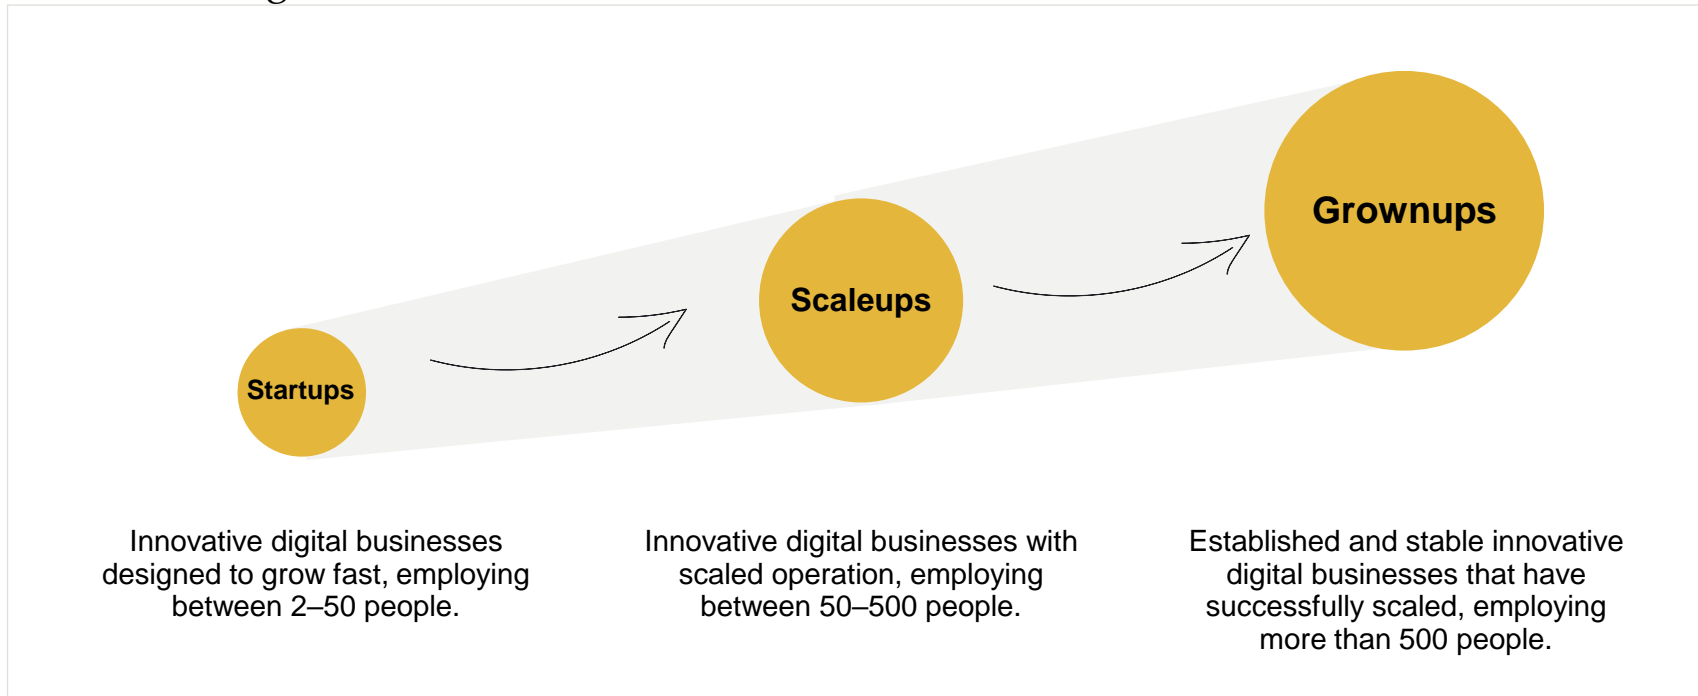 Startups
Scaleups
Grownups
Innovative digital businesses
designed to grow fast, employing
between 2–50 people.
Innovative digital businesses with
scaled operation, employing
between 50–500 people.
Established and stable innovative
digital businesses that have
successfully scaled, employing
more than 500 people.